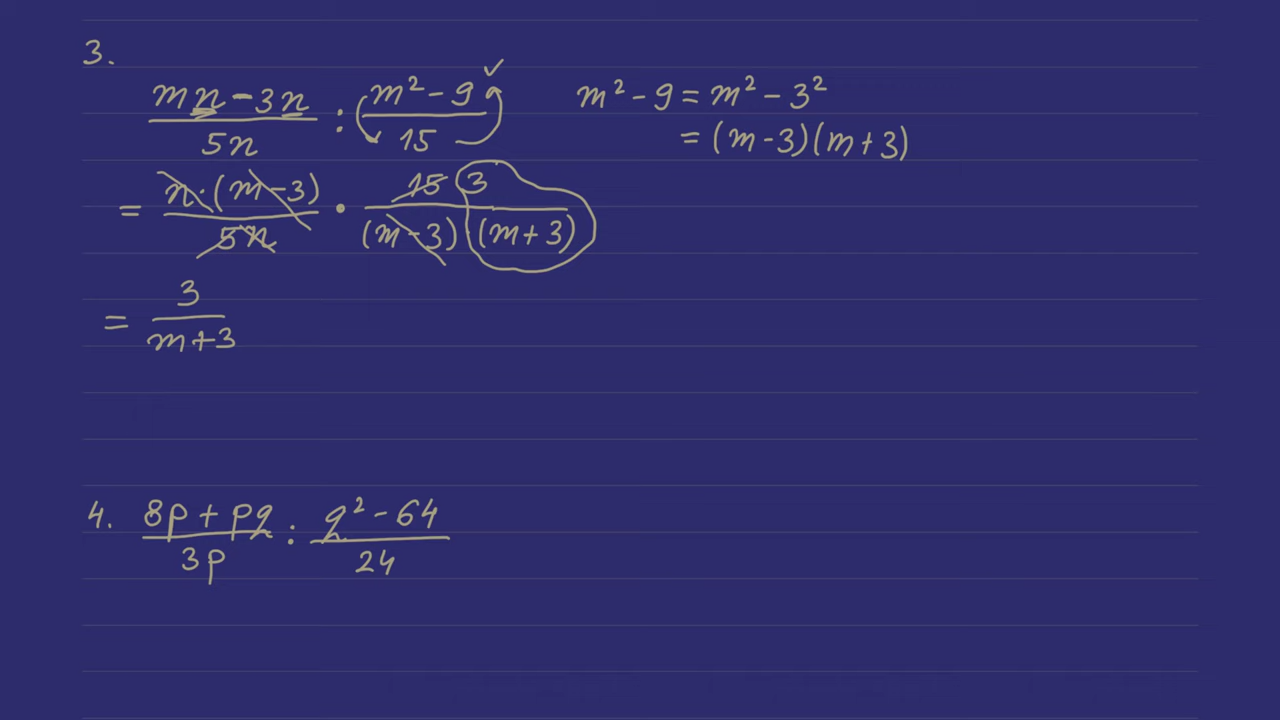 3.
(mn-3n)/(5n) : (m²-9)/15 ✓ m²-9 = m²-3²
= (m-3)(m+3)
= (n·(m-3))/(5n) · (15 3)/((m-3)(m+3))
= 3/(m+3)
4. (8p+pq)/(3p) : (q²-64)/24